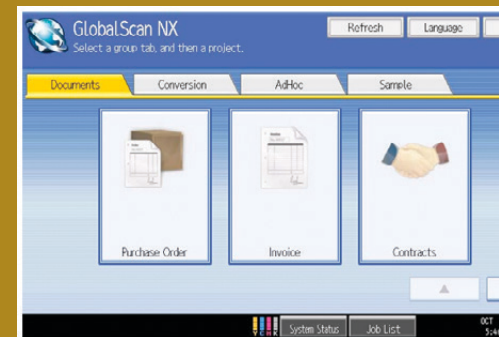 GlobalScan NX
Select a group tab, and then a project.
Refresh
Language
Documents
Conversion
AdHoc
Sample
Purchase Order
Invoice
Contracts
Y C M K
System Status
Job List
OCT